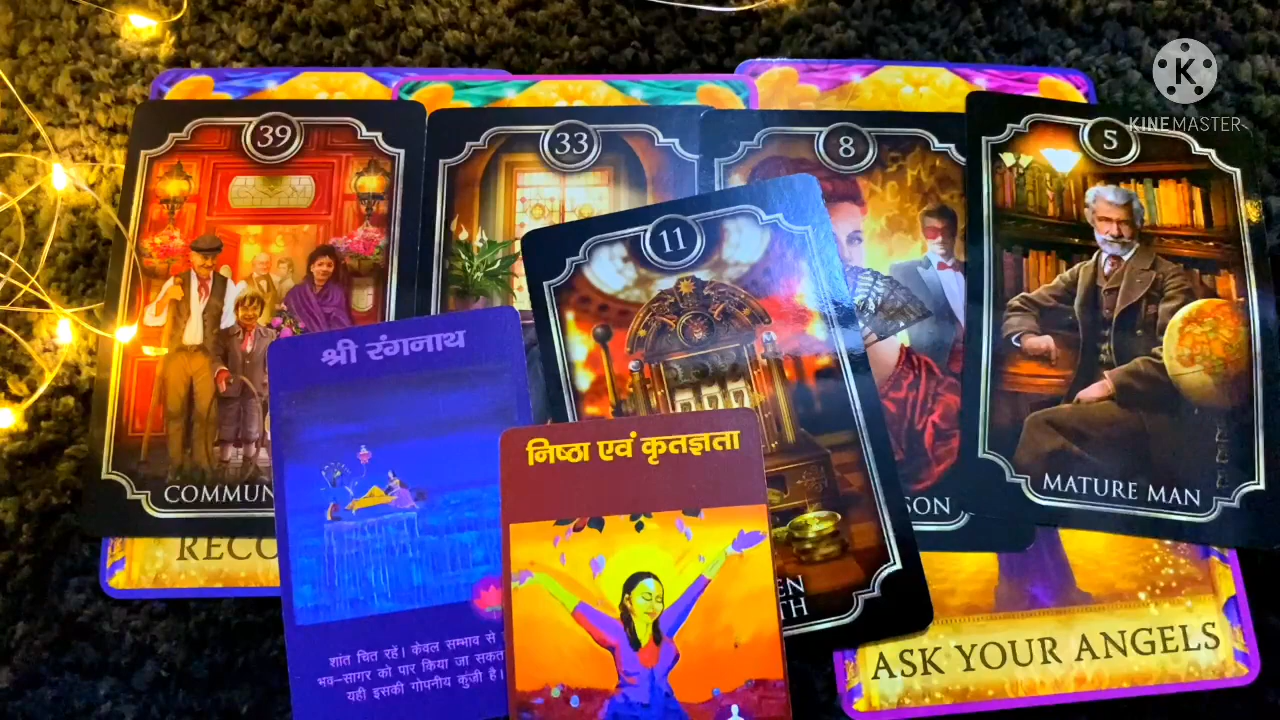 K
KINEMASTER
39
33
8
5
11
श्री रंगनाथ
निष्ठा एवं कृतज्ञता
COMMUN
SON
MATURE MAN
RECO
EN
TH
शांत चित रहें। केवल सम्भाव से
भव-सागर को पार किया जा सकत
यही इसकी गोपनीय कुंजी है।
ASK YOUR ANGELS